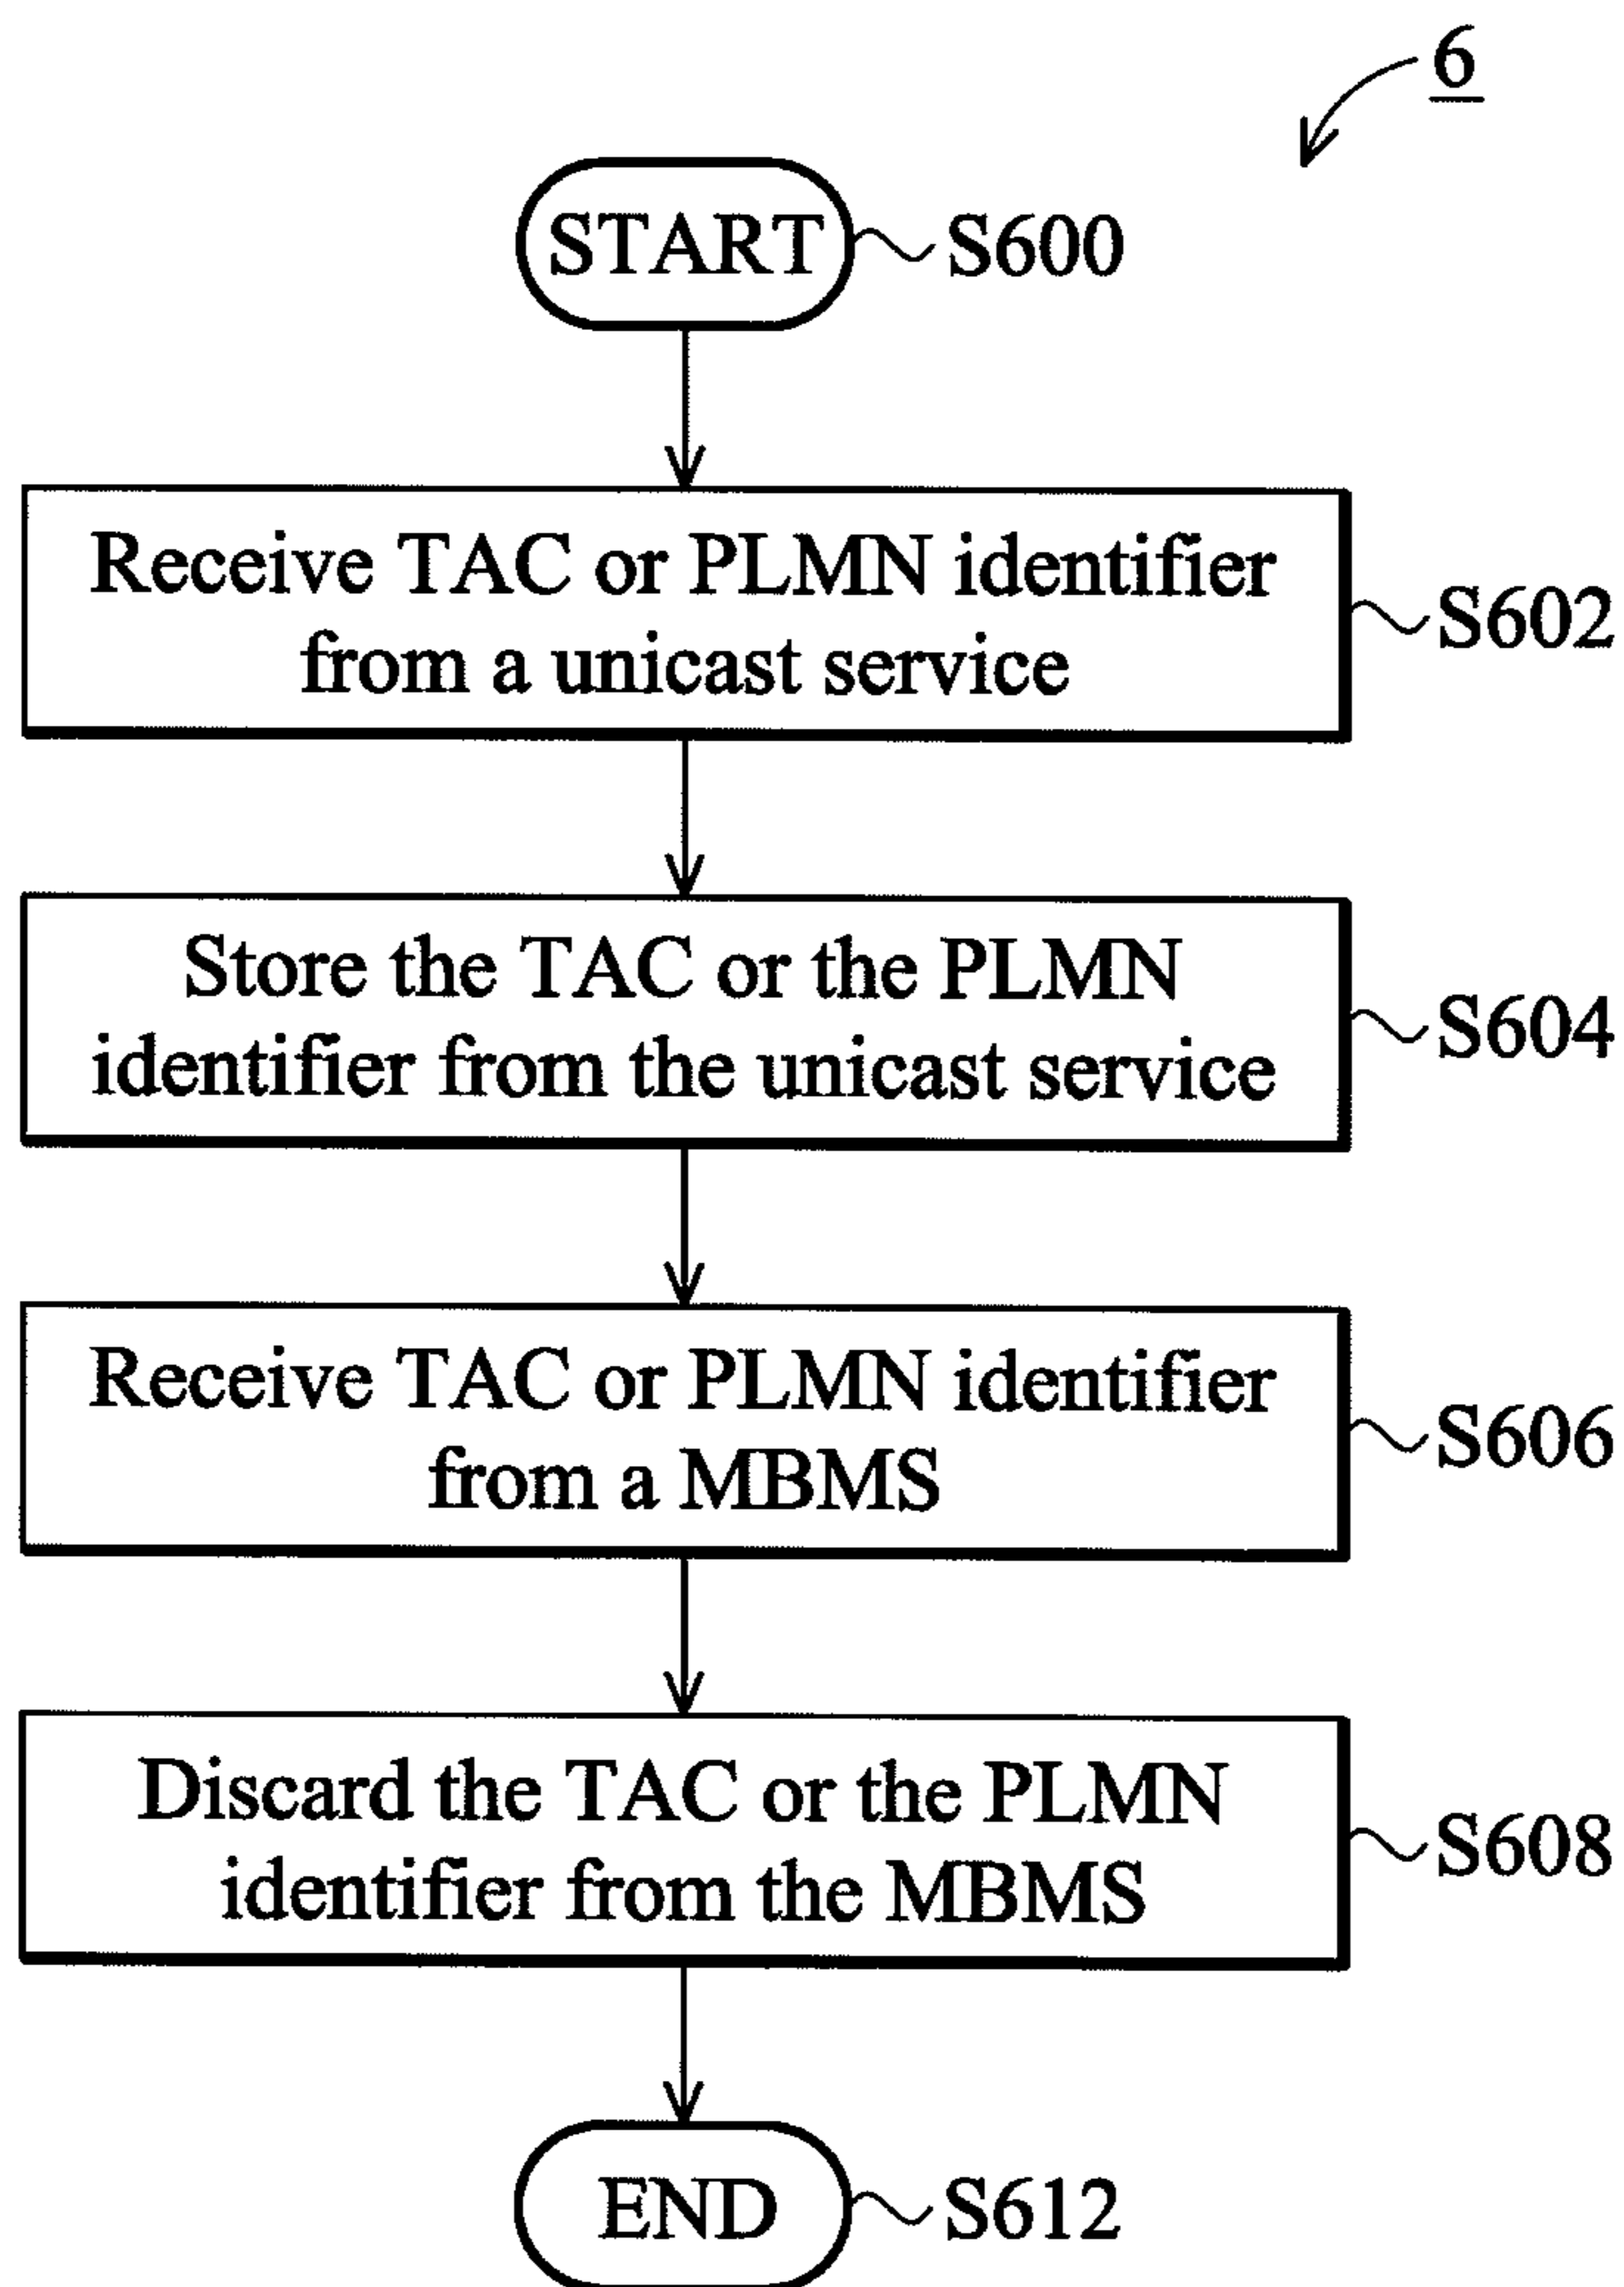 6
START
S600
Receive TAC or PLMN identifier
from a unicast service
S602
Store the TAC or the PLMN
identifier from the unicast service
S604
Receive TAC or PLMN identifier
from a MBMS
S606
Discard the TAC or the PLMN
identifier from the MBMS
S608
END
S612